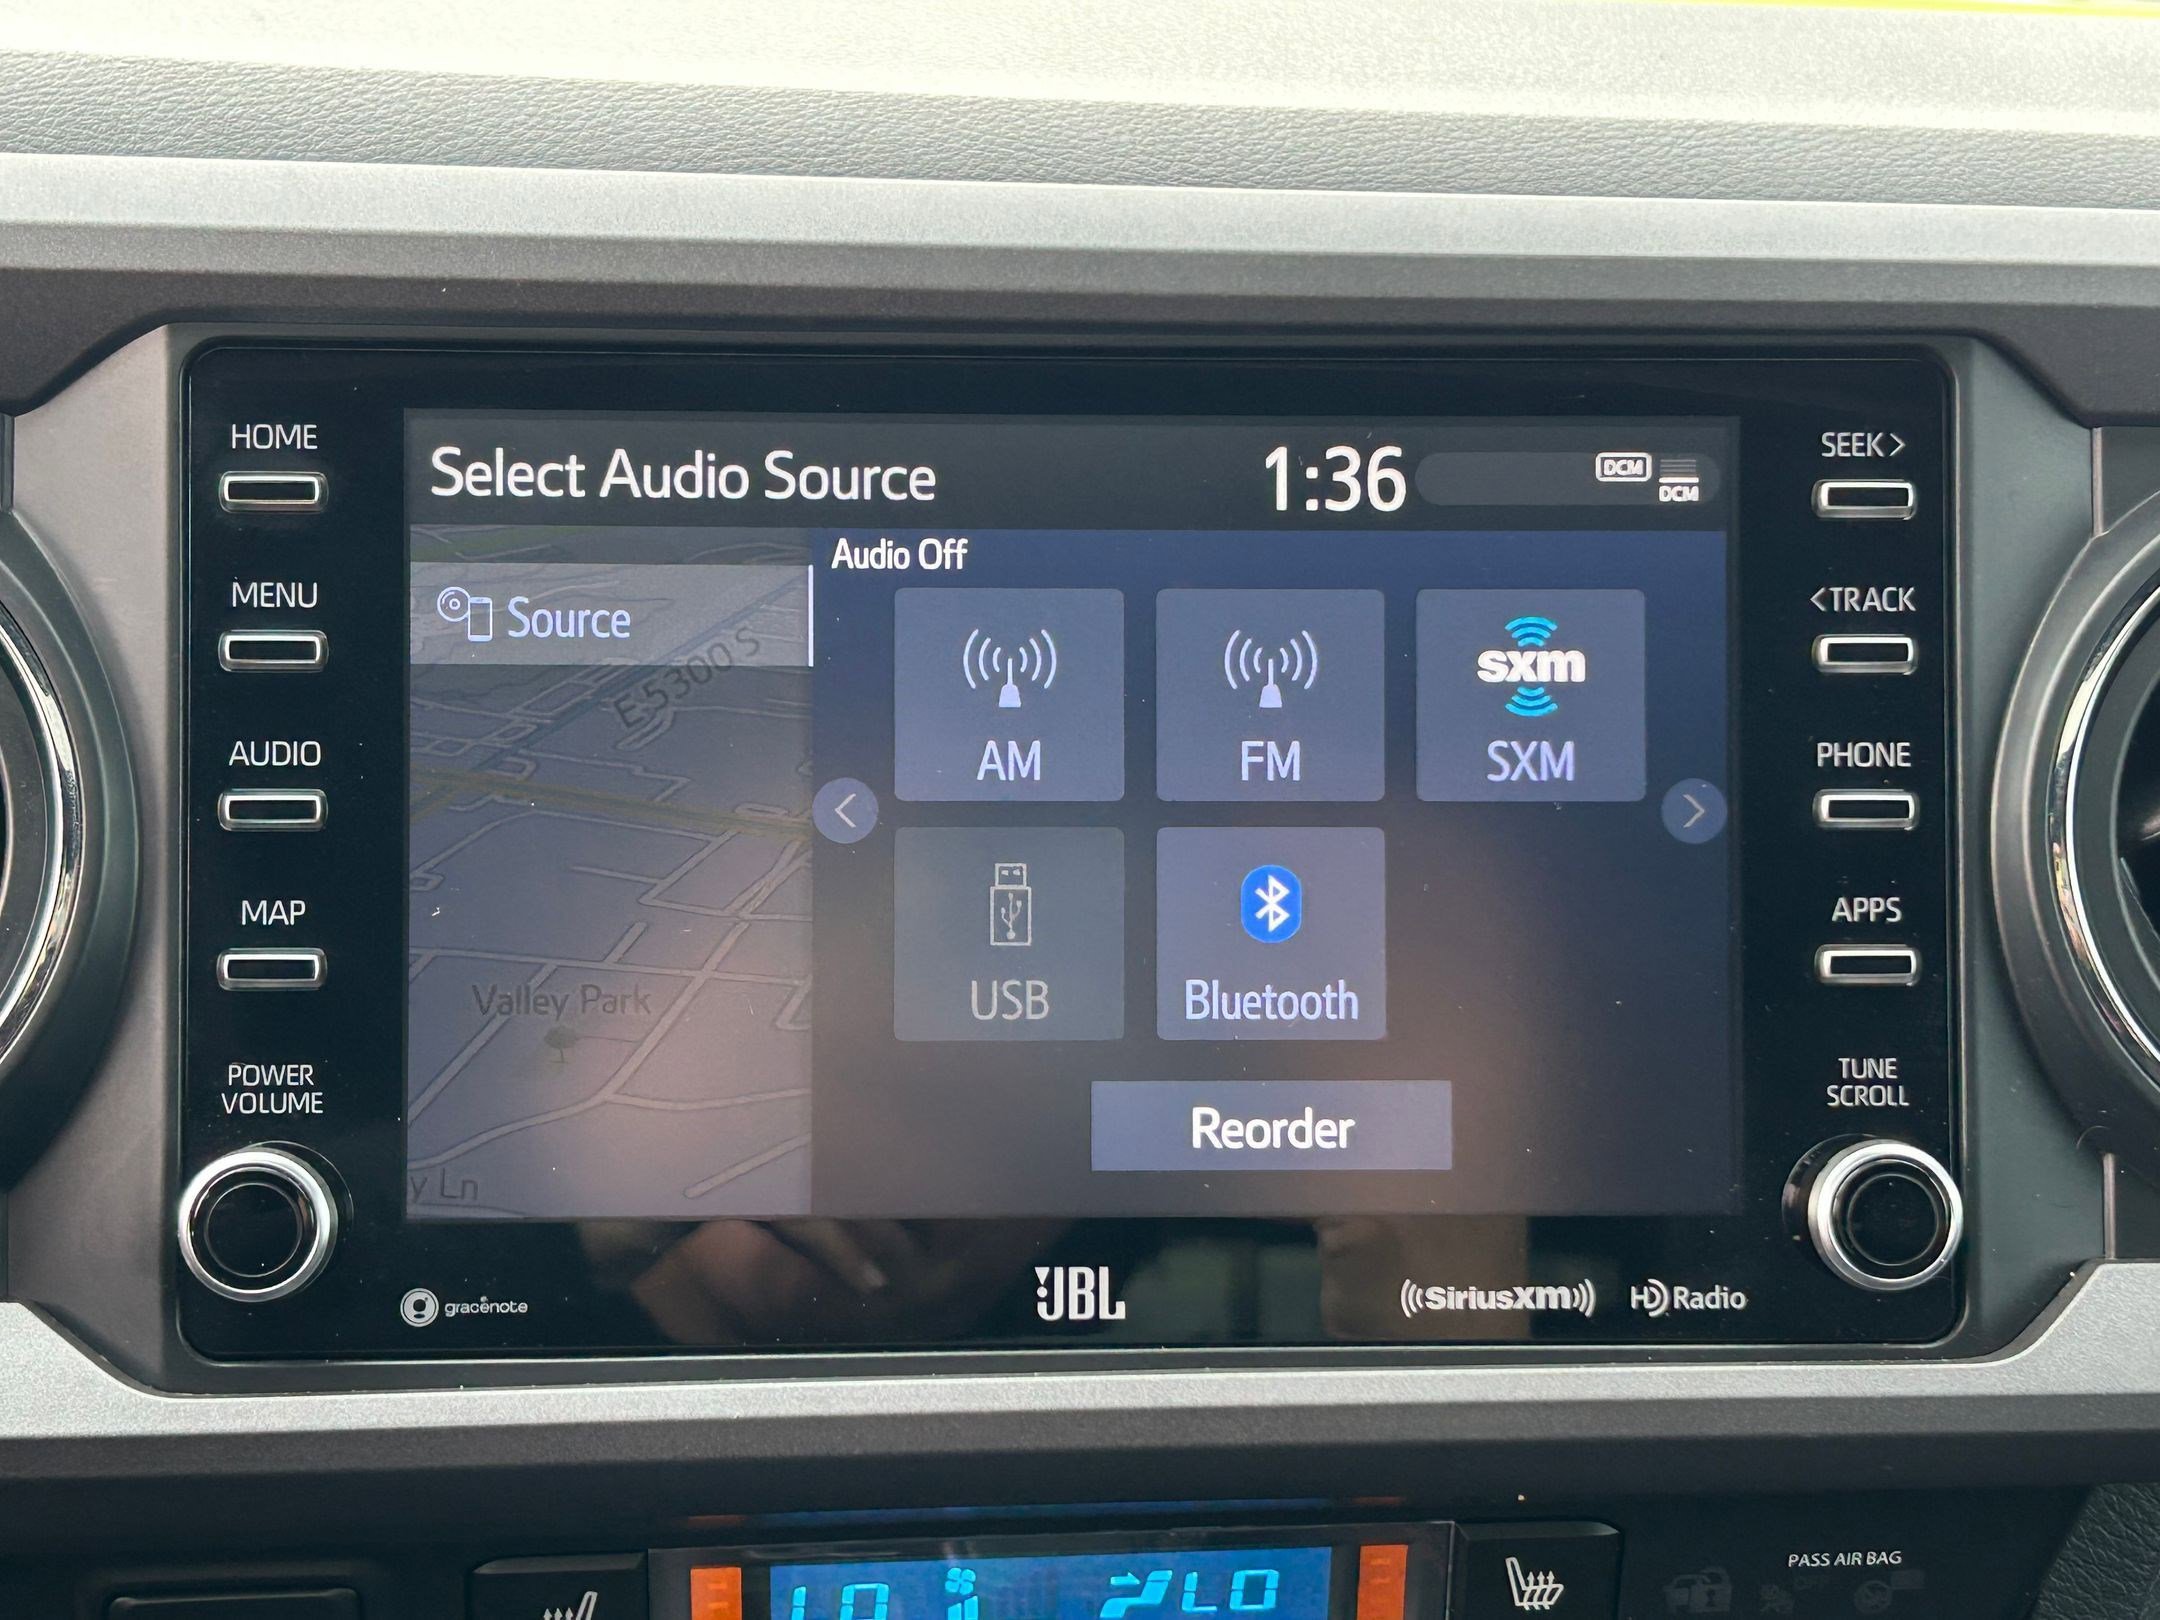 HOME
MENU
AUDIO
MAP
POWER
VOLUME
Select Audio Source
1:36
DCM
DCM
Source
E 5300 S
Valley Park
y Ln
Audio Off
AM
FM
sxm
SXM
USB
Bluetooth
Reorder
SEEK>
<TRACK
PHONE
APPS
TUNE
SCROLL
gracenote
JBL
((SiriusXM))
HD Radio
LO
LO
PASS AIR BAG